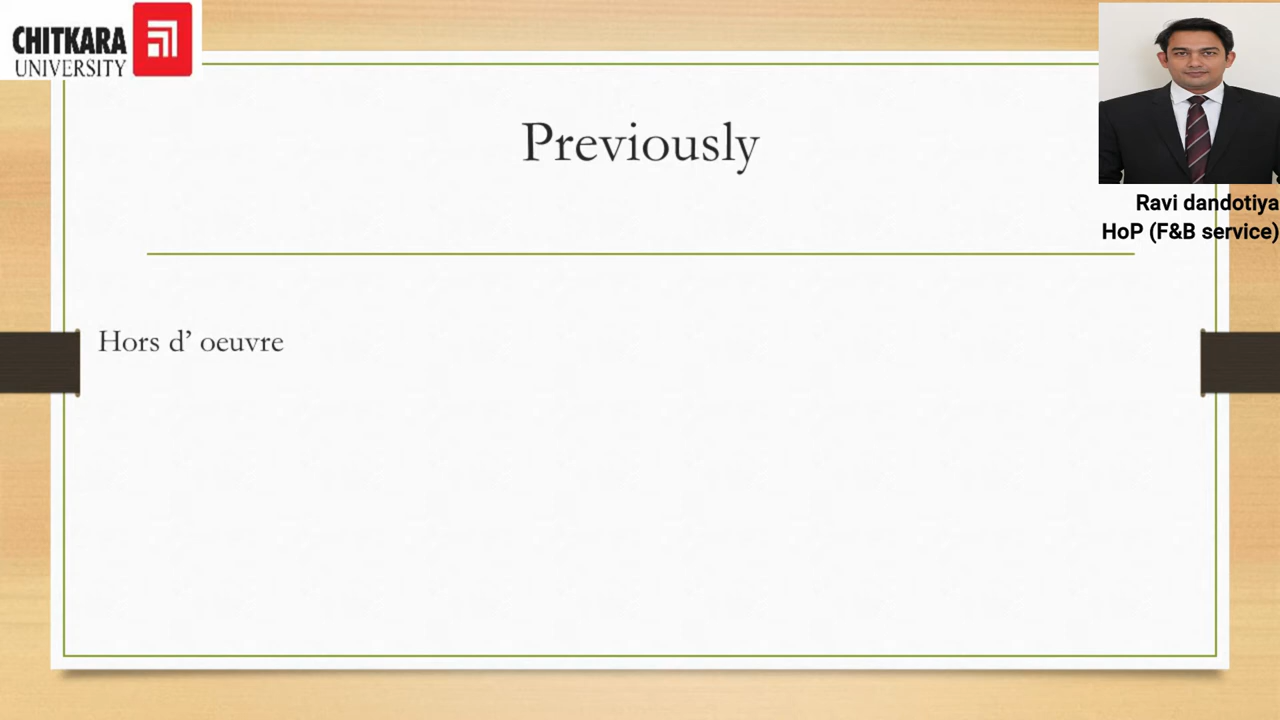 CHITKARA
UNIVERSITY
Previously
Ravi dandotiya
HoP (F&B service)
Hors d’ oeuvre